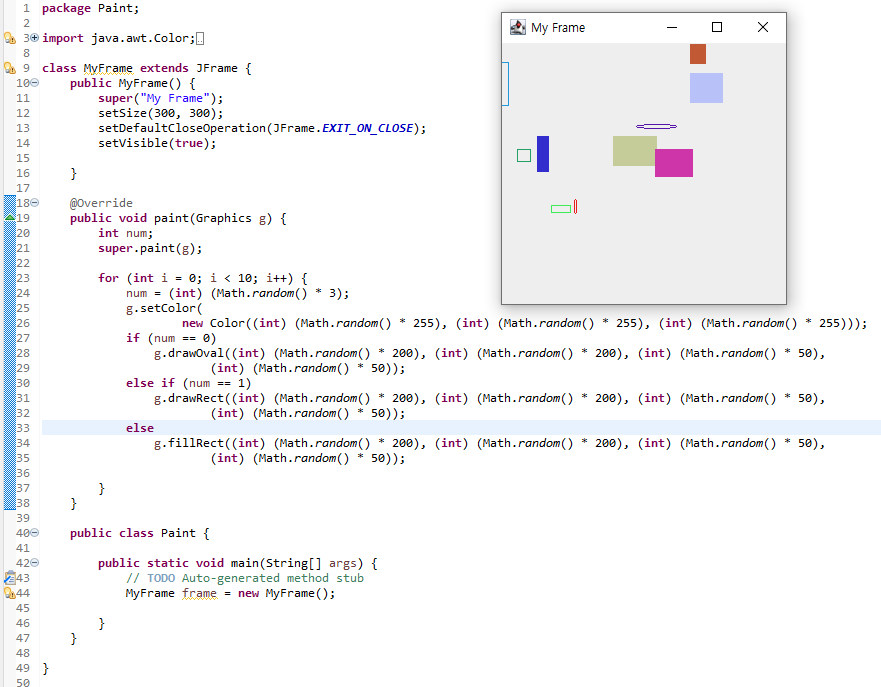 1 package Paint;
2
3 import java.awt.Color;
8
9 class MyFrame extends JFrame {
10 public MyFrame() {
11 super("My Frame");
12 setSize(300, 300);
13 setDefaultCloseOperation(JFrame.EXIT_ON_CLOSE);
14 setVisible(true);
15
16 }
17
18 @Override
19 public void paint(Graphics g) {
20 int num;
21 super.paint(g);
22
23 for (int i = 0; i < 10; i++) {
24 num = (int) (Math.random() * 3);
25 g.setColor(
26 new Color((int) (Math.random() * 255), (int) (Math.random() * 255), (int) (Math.random() * 255)));
27 if (num == 0)
28 g.drawOval((int) (Math.random() * 200), (int) (Math.random() * 200), (int) (Math.random() * 50),
29 (int) (Math.random() * 50));
30 else if (num == 1)
31 g.drawRect((int) (Math.random() * 200), (int) (Math.random() * 200), (int) (Math.random() * 50),
32 (int) (Math.random() * 50));
33 else
34 g.fillRect((int) (Math.random() * 200), (int) (Math.random() * 200), (int) (Math.random() * 50),
35 (int) (Math.random() * 50));
36
37 }
38 }
39
40 public class Paint {
41
42 public static void main(String[] args) {
43 // TODO Auto-generated method stub
44 MyFrame frame = new MyFrame();
45
46 }
47 }
48
49 }
50
My Frame